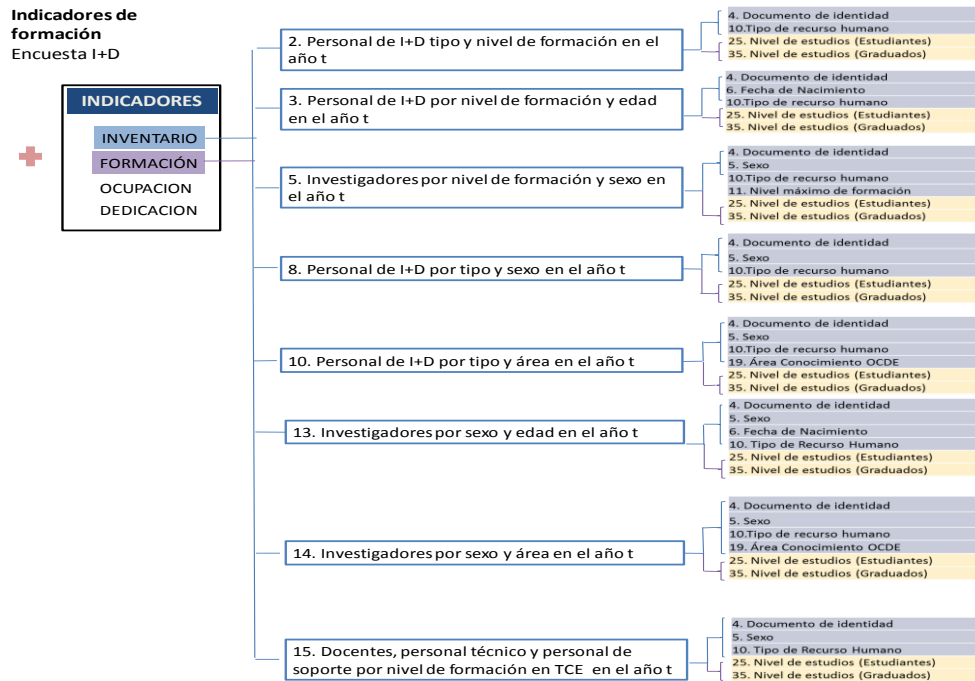 Indicadores de
formación
Encuesta I+D
INDICADORES
INVENTARIO
FORMACIÓN
OCUPACION
DEDICACION
2. Personal de I+D tipo y nivel de formación en el
año t
4. Documento de identidad
10.Tipo de recurso humano
25. Nivel de estudios (Estudiantes)
35. Nivel de estudios (Graduados)
3. Personal de I+D por nivel de formación y edad
en el año t
4. Documento de identidad
6. Fecha de Nacimiento
10.Tipo de recurso humano
25. Nivel de estudios (Estudiantes)
35. Nivel de estudios (Graduados)
5. Investigadores por nivel de formación y sexo en
el año t
4. Documento de identidad
5. Sexo
10.Tipo de recurso humano
11. Nivel máximo de formación
25. Nivel de estudios (Estudiantes)
35. Nivel de estudios (Graduados)
8. Personal de I+D por tipo y sexo en el año t
4. Documento de identidad
5. Sexo
10.Tipo de recurso humano
25. Nivel de estudios (Estudiantes)
35. Nivel de estudios (Graduados)
10. Personal de I+D por tipo y área en el año t
4. Documento de identidad
5. Sexo
10.Tipo de recurso humano
19. Área Conocimiento OCDE
25. Nivel de estudios (Estudiantes)
35. Nivel de estudios (Graduados)
13. Investigadores por sexo y edad en el año t
4. Documento de identidad
5. Sexo
6. Fecha de Nacimiento
10. Tipo de Recurso Humano
25. Nivel de estudios (Estudiantes)
35. Nivel de estudios (Graduados)
14. Investigadores por sexo y área en el año t
4. Documento de identidad
5. Sexo
10.Tipo de recurso humano
19. Área Conocimiento OCDE
25. Nivel de estudios (Estudiantes)
35. Nivel de estudios (Graduados)
15. Docentes, personal técnico y personal de
soporte por nivel de formación en TCE en el año t
4. Documento de identidad
5. Sexo
10. Tipo de Recurso Humano
25. Nivel de estudios (Estudiantes)
35. Nivel de estudios (Graduados)